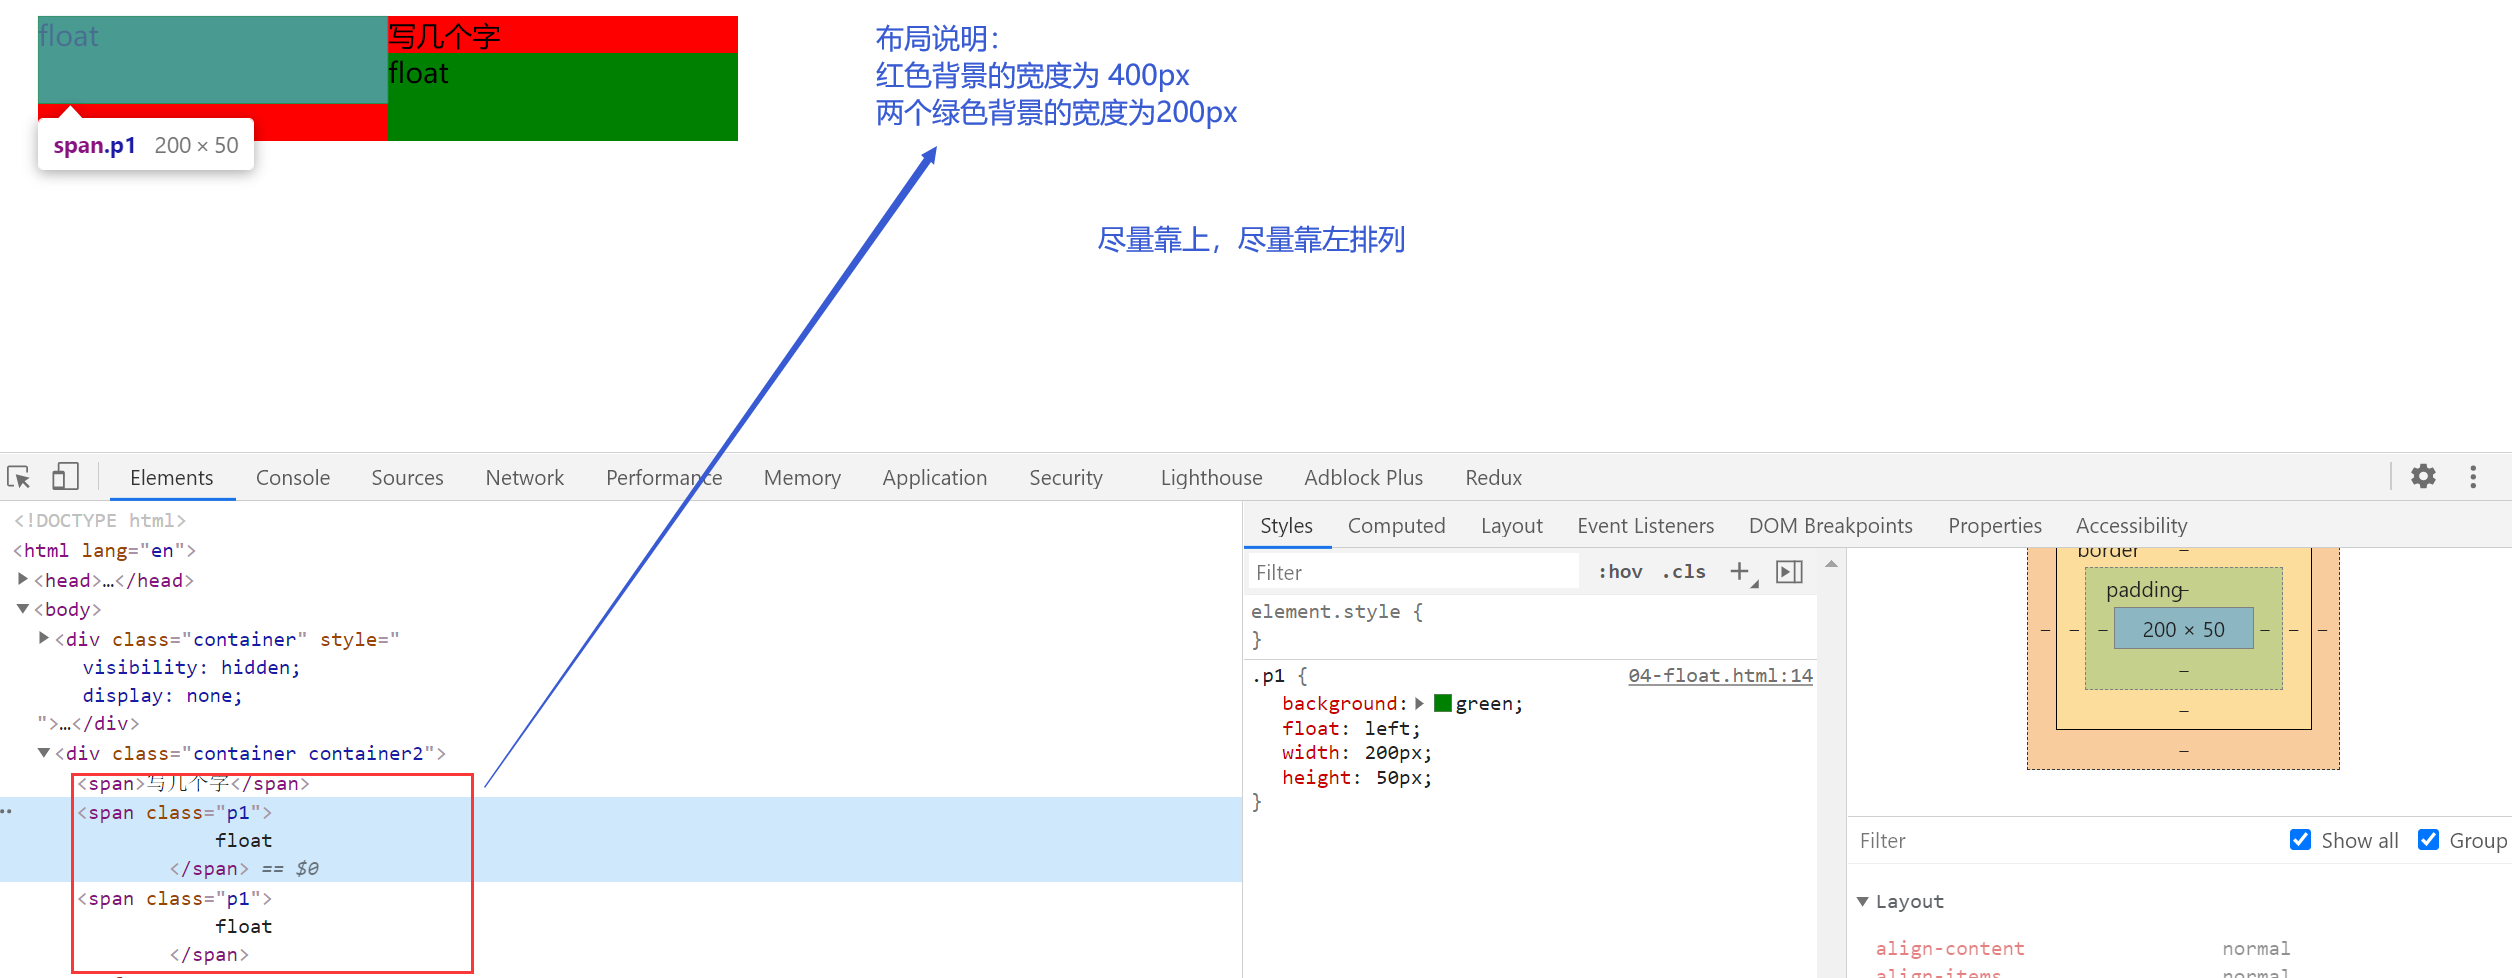 float
写几个字
float
span.p1 200 × 50
布局说明：
红色背景的宽度为 400px
两个绿色背景的宽度为200px
尽量靠上，尽量靠左排列
Elements Console Sources Network Performance Memory Application Security Lighthouse Adblock Plus Redux
<!DOCTYPE html>
<html lang="en">
<head>…</head>
<body>
<div class="container" style="
visibility: hidden;
display: none;
">…</div>
<div class="container container2">
<span>写几个字</span>
<span class="p1">
float
</span> == $0
<span class="p1">
float
</span>
Styles Computed Layout Event Listeners DOM Breakpoints Properties Accessibility
Filter :hov .cls
element.style {
}
.p1 { 04-float.html:14
background: green;
float: left;
width: 200px;
height: 50px;
}
border –
padding –
– – – 200 × 50 – – –
–
–
–
Filter Show all Group
Layout
align-content normal
align-items normal